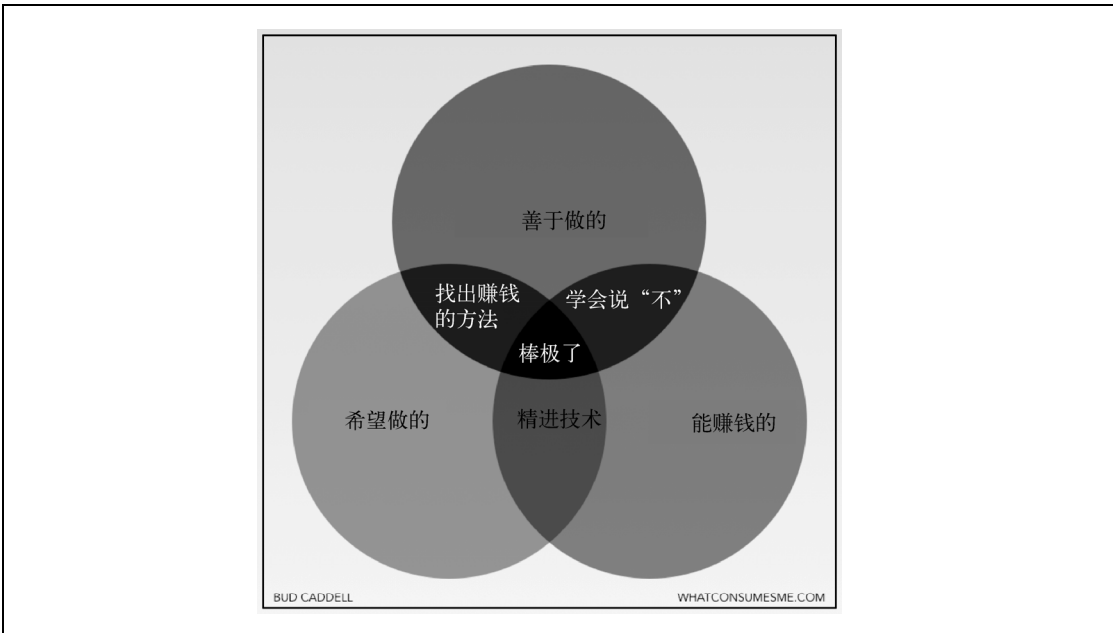 善于做的
找出赚钱
的方法
学会说“不”
棒极了
希望做的
精进技术
能赚钱的
BUD CADDELL
WHATCONSUMESME.COM